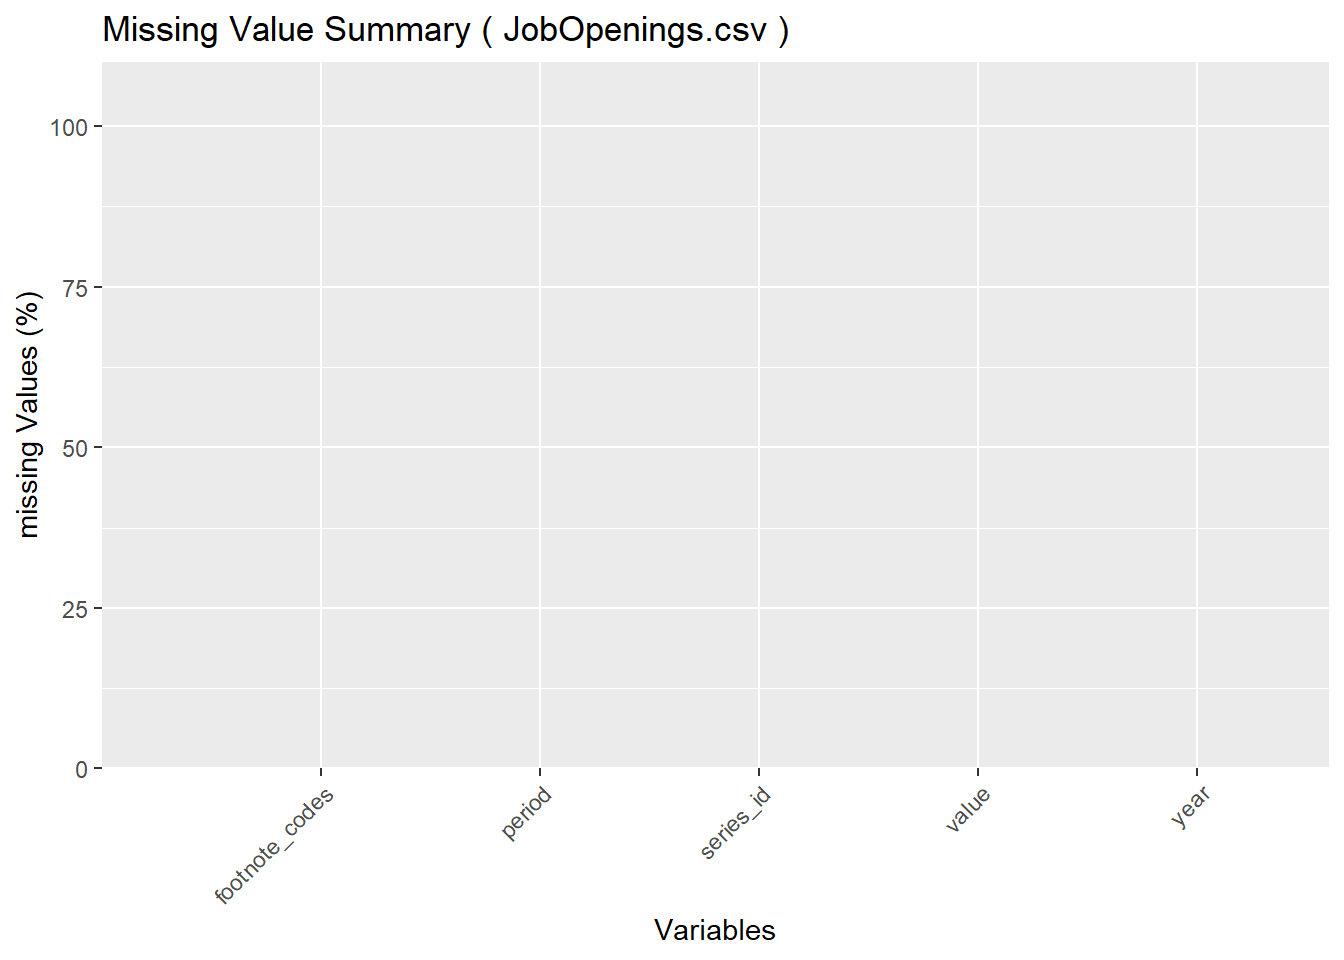 Missing Value Summary ( JobOpenings.csv )
missing Values (%)
100
75
50
25
0
footnote_codes
period
series_id
value
year
Variables